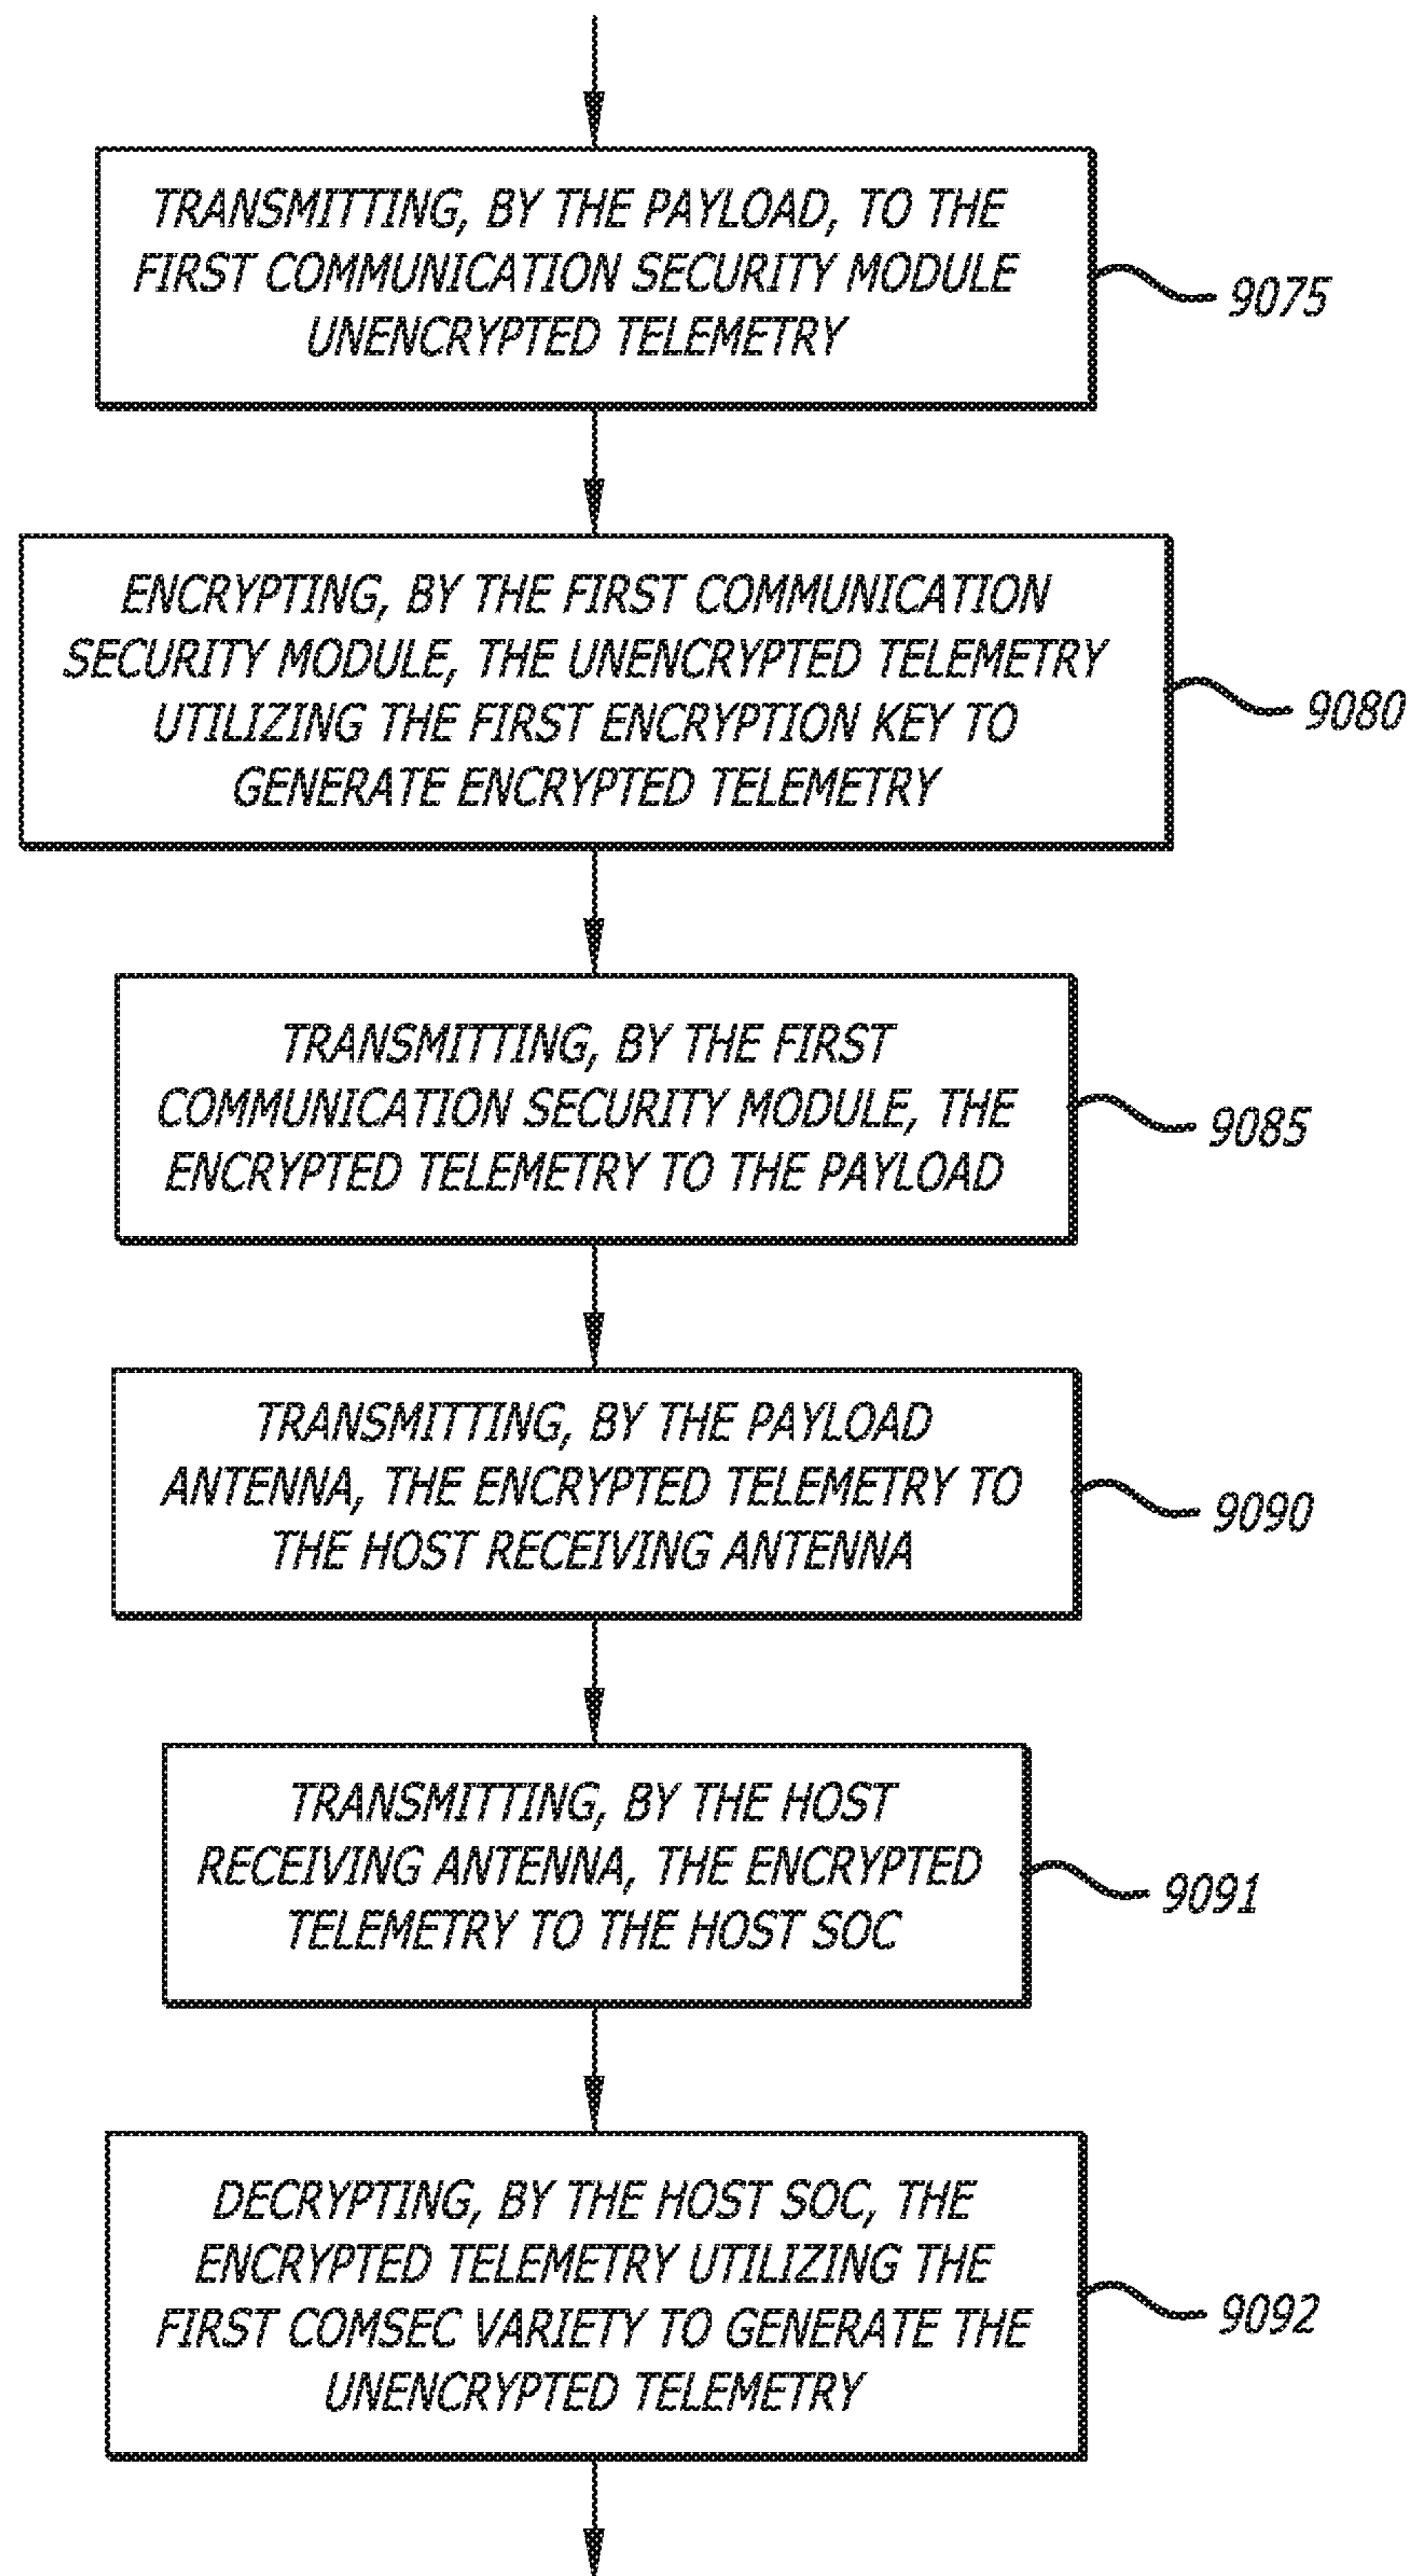 TRANSMITTING, BY THE PAYLOAD, TO THE
FIRST COMMUNICATION SECURITY MODULE
UNENCRYPTED TELEMETRY
9075
ENCRYPTING, BY THE FIRST COMMUNICATION
SECURITY MODULE, THE UNENCRYPTED TELEMETRY
UTILIZING THE FIRST ENCRYPTION KEY TO
GENERATE ENCRYPTED TELEMETRY
9080
TRANSMITTING, BY THE FIRST
COMMUNICATION SECURITY MODULE, THE
ENCRYPTED TELEMETRY TO THE PAYLOAD
9085
TRANSMITTING, BY THE PAYLOAD
ANTENNA, THE ENCRYPTED TELEMETRY TO
THE HOST RECEIVING ANTENNA
9090
TRANSMITTING, BY THE HOST
RECEIVING ANTENNA, THE ENCRYPTED
TELEMETRY TO THE HOST SOC
9091
DECRYPTING, BY THE HOST SOC, THE
ENCRYPTED TELEMETRY UTILIZING THE
FIRST COMSEC VARIETY TO GENERATE THE
UNENCRYPTED TELEMETRY
9092